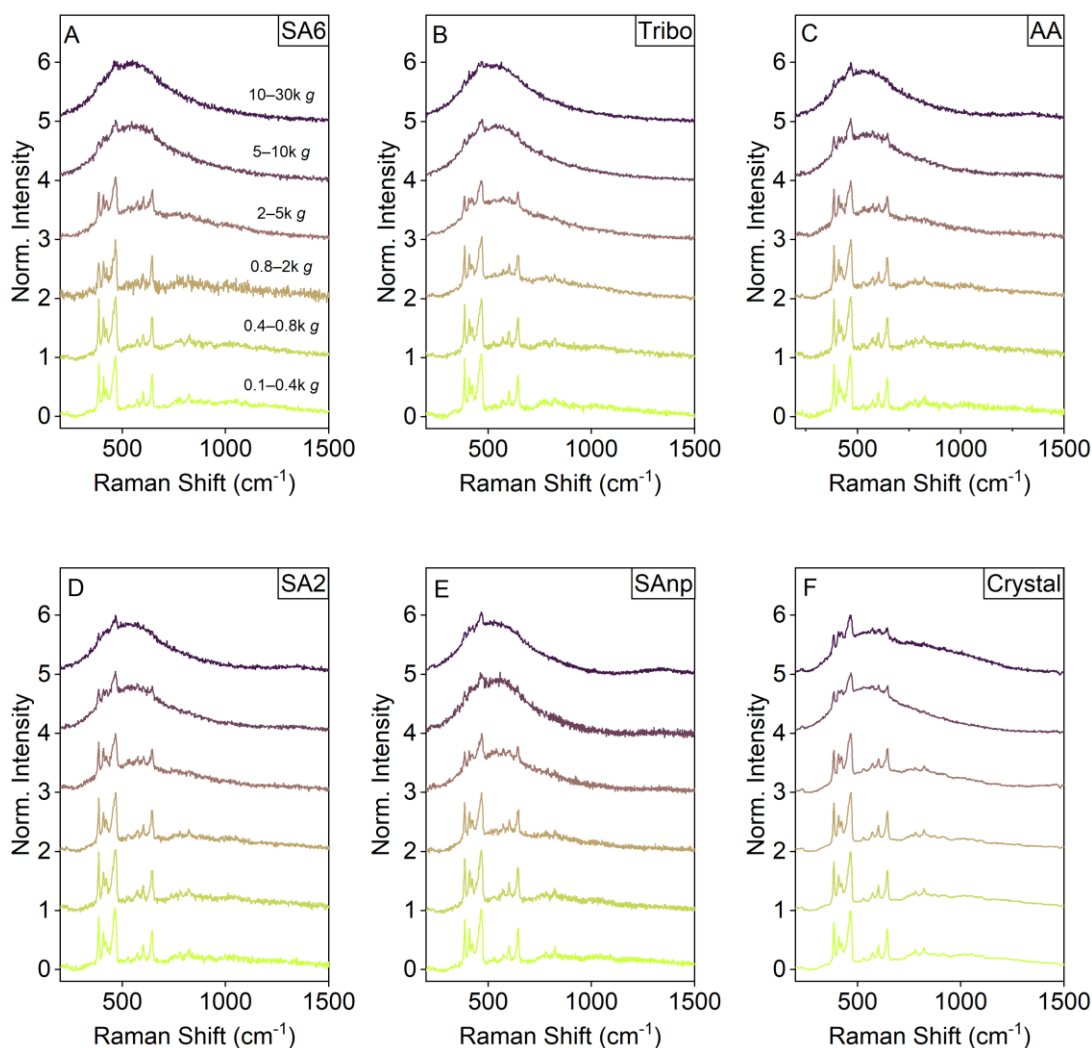 A SA6
6
10–30k g
5
5–10k g
4
2–5k g
3
0.8–2k g
2
0.4–0.8k g
1
0.1–0.4k g
0
500 1000 1500
Raman Shift (cm-1)
Norm. Intensity
B Tribo
6
5
4
3
2
1
0
500 1000 1500
Raman Shift (cm-1)
Norm. Intensity
C AA
6
5
4
3
2
1
0
500 1000 1500
Raman Shift (cm-1)
Norm. Intensity
D SA2
6
5
4
3
2
1
0
500 1000 1500
Raman Shift (cm-1)
Norm. Intensity
E SAnp
6
5
4
3
2
1
0
500 1000 1500
Raman Shift (cm-1)
Norm. Intensity
F Crystal
6
5
4
3
2
1
0
500 1000 1500
Raman Shift (cm-1)
Norm. Intensity